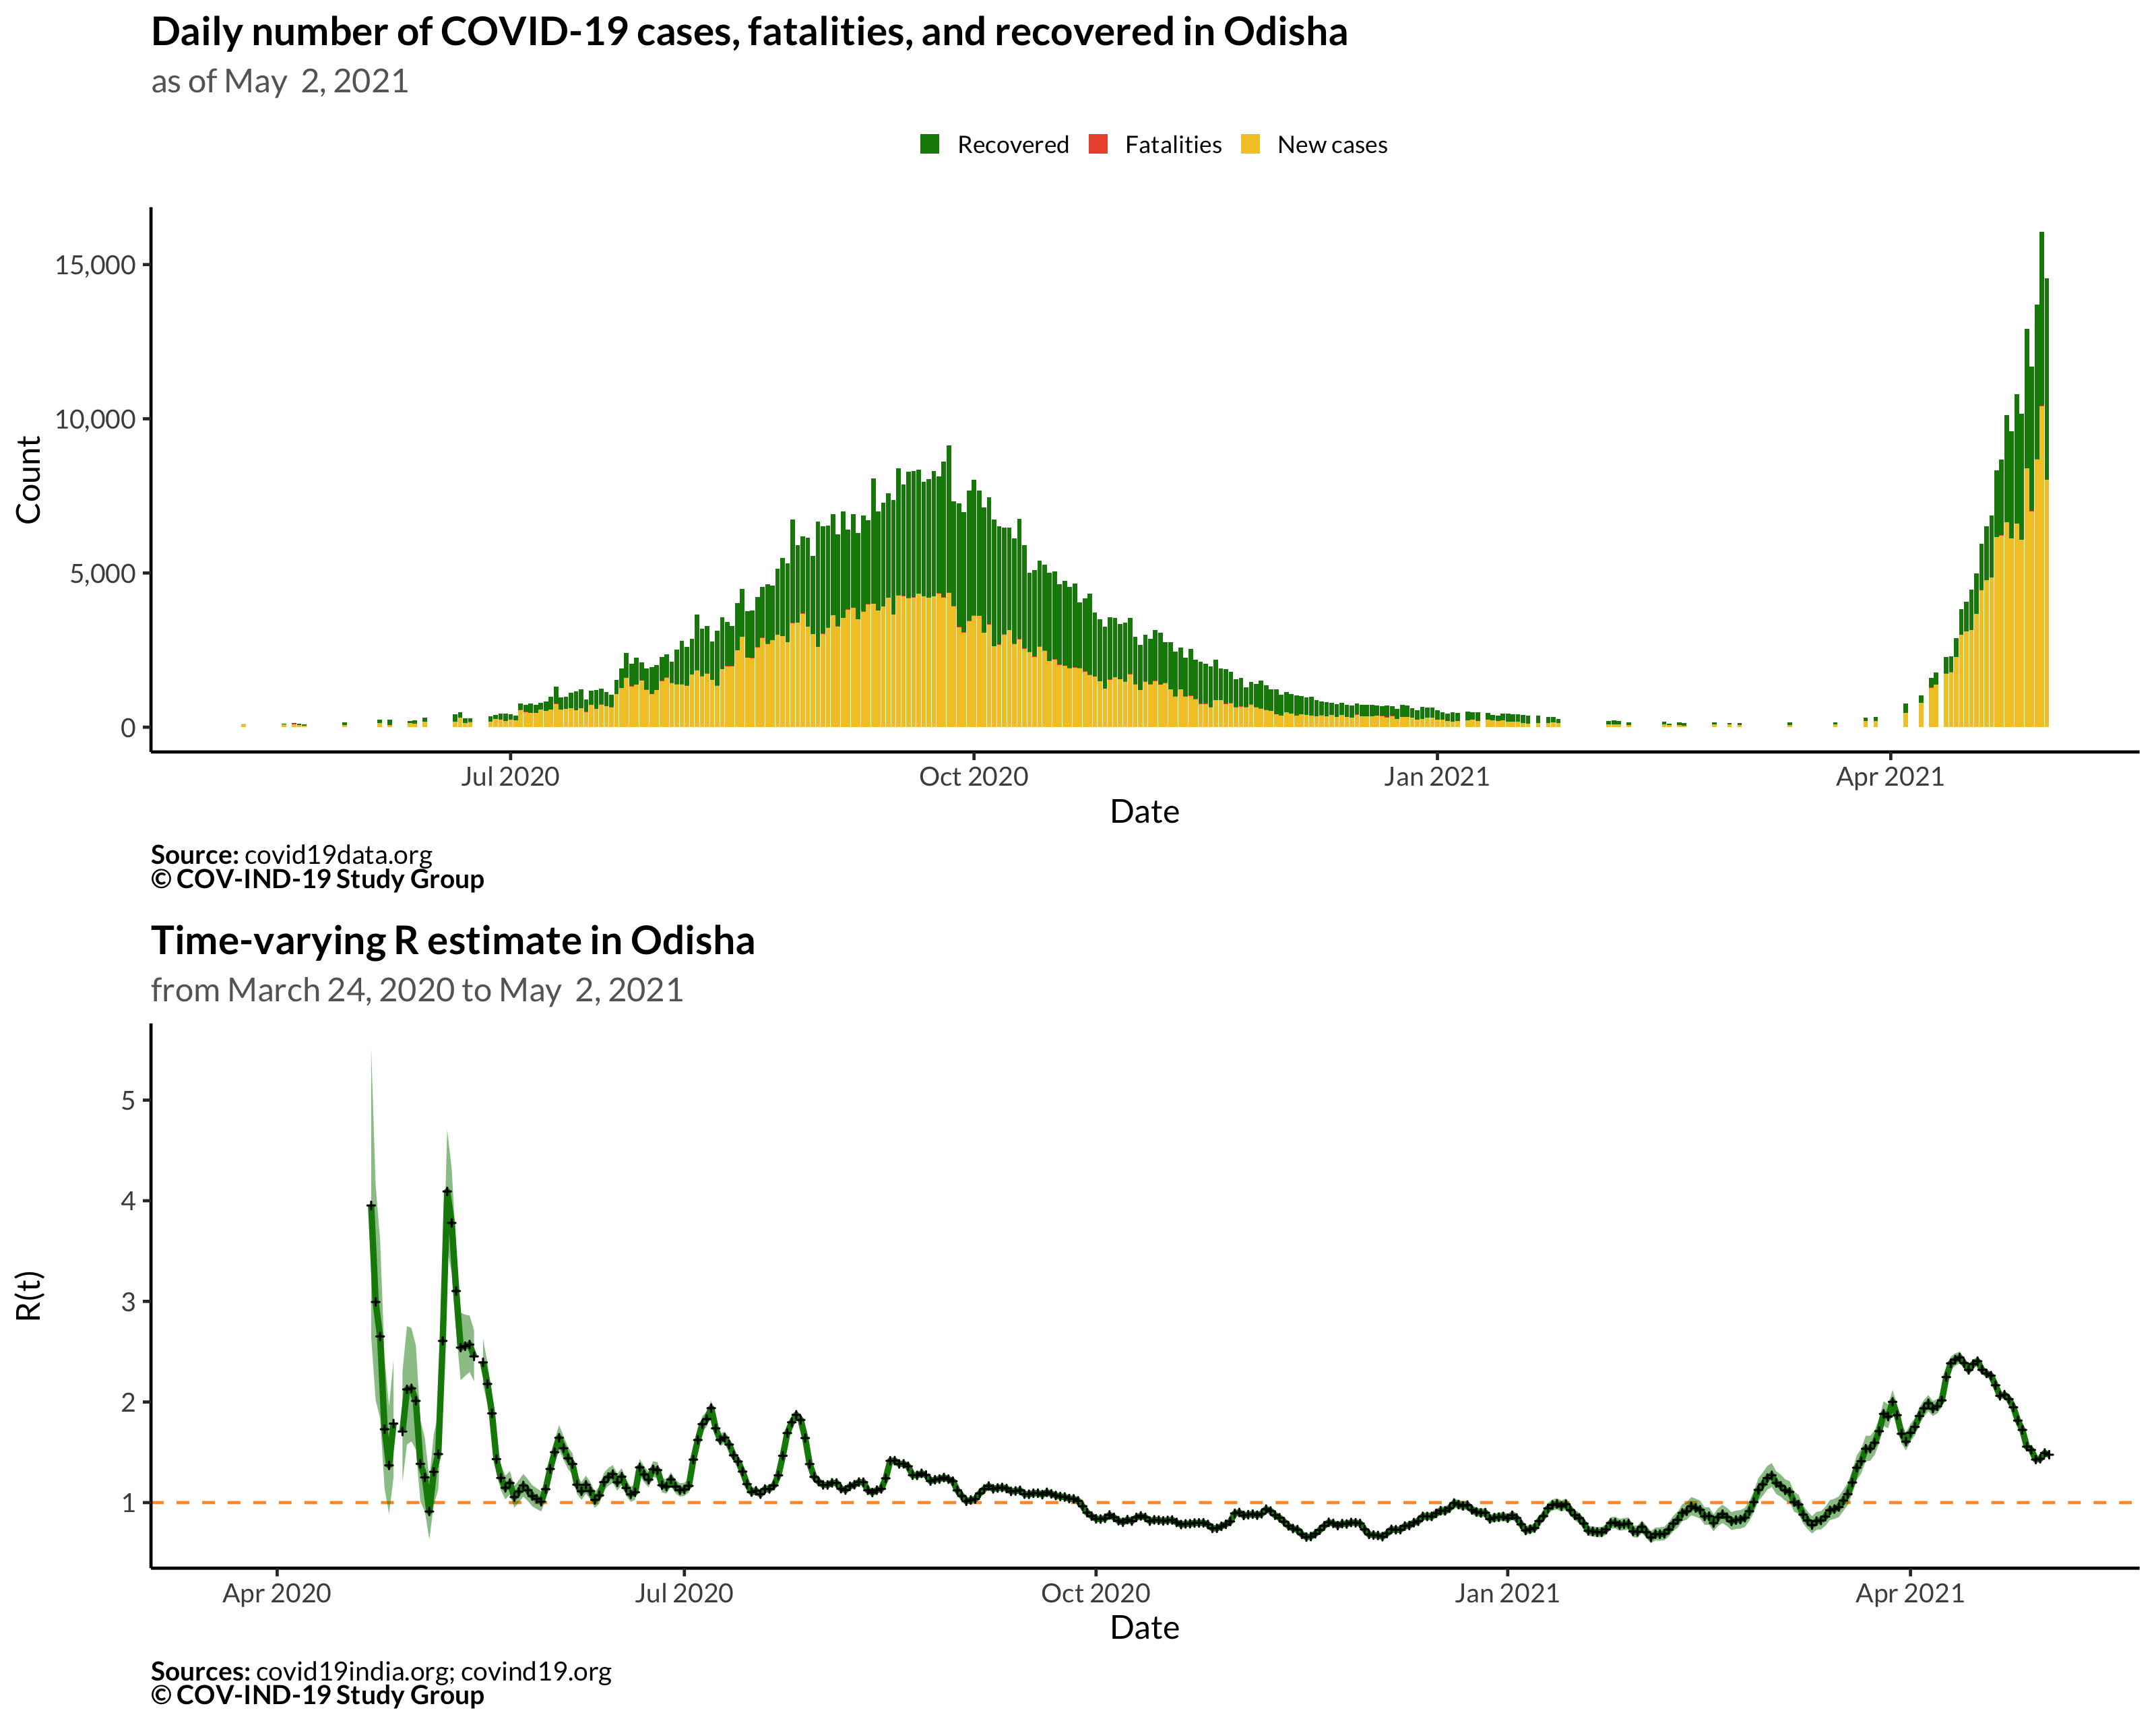 Daily number of COVID-19 cases, fatalities, and recovered in Odisha
as of May  2, 2021
Recovered Fatalities New cases
15,000
10,000
5,000
0
Count
Jul 2020 Oct 2020 Jan 2021 Apr 2021
Date
Source: covid19data.org
© COV-IND-19 Study Group
Time-varying R estimate in Odisha
from March 24, 2020 to May  2, 2021
5
4
3
2
1
R(t)
Apr 2020 Jul 2020 Oct 2020 Jan 2021 Apr 2021
Date
Sources: covid19india.org; covind19.org
© COV-IND-19 Study Group